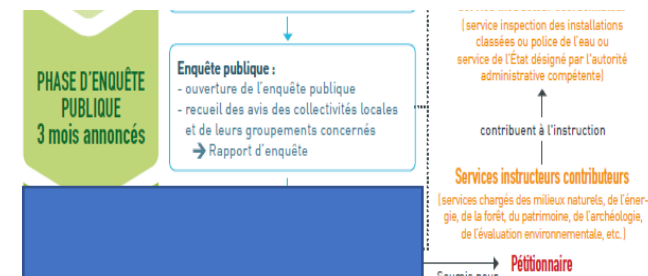 (service inspection des installations
classées ou police de l'eau ou
service de l'État désigné par l'autorité
administrative compétente)
PHASE D'ENQUÊTE
PUBLIQUE
3 mois annoncés
Enquête publique :
- ouverture de l'enquête publique
- recueil des avis des collectivités locales
et de leurs groupements concernés
➔ Rapport d'enquête
contribuent à l'instruction
Services instructeurs contributeurs
(services chargés des milieux naturels, de l'éner-
gie, de la forêt, du patrimoine, de l'archéologie,
de l'évaluation environnementale, etc.)
Pétitionnaire